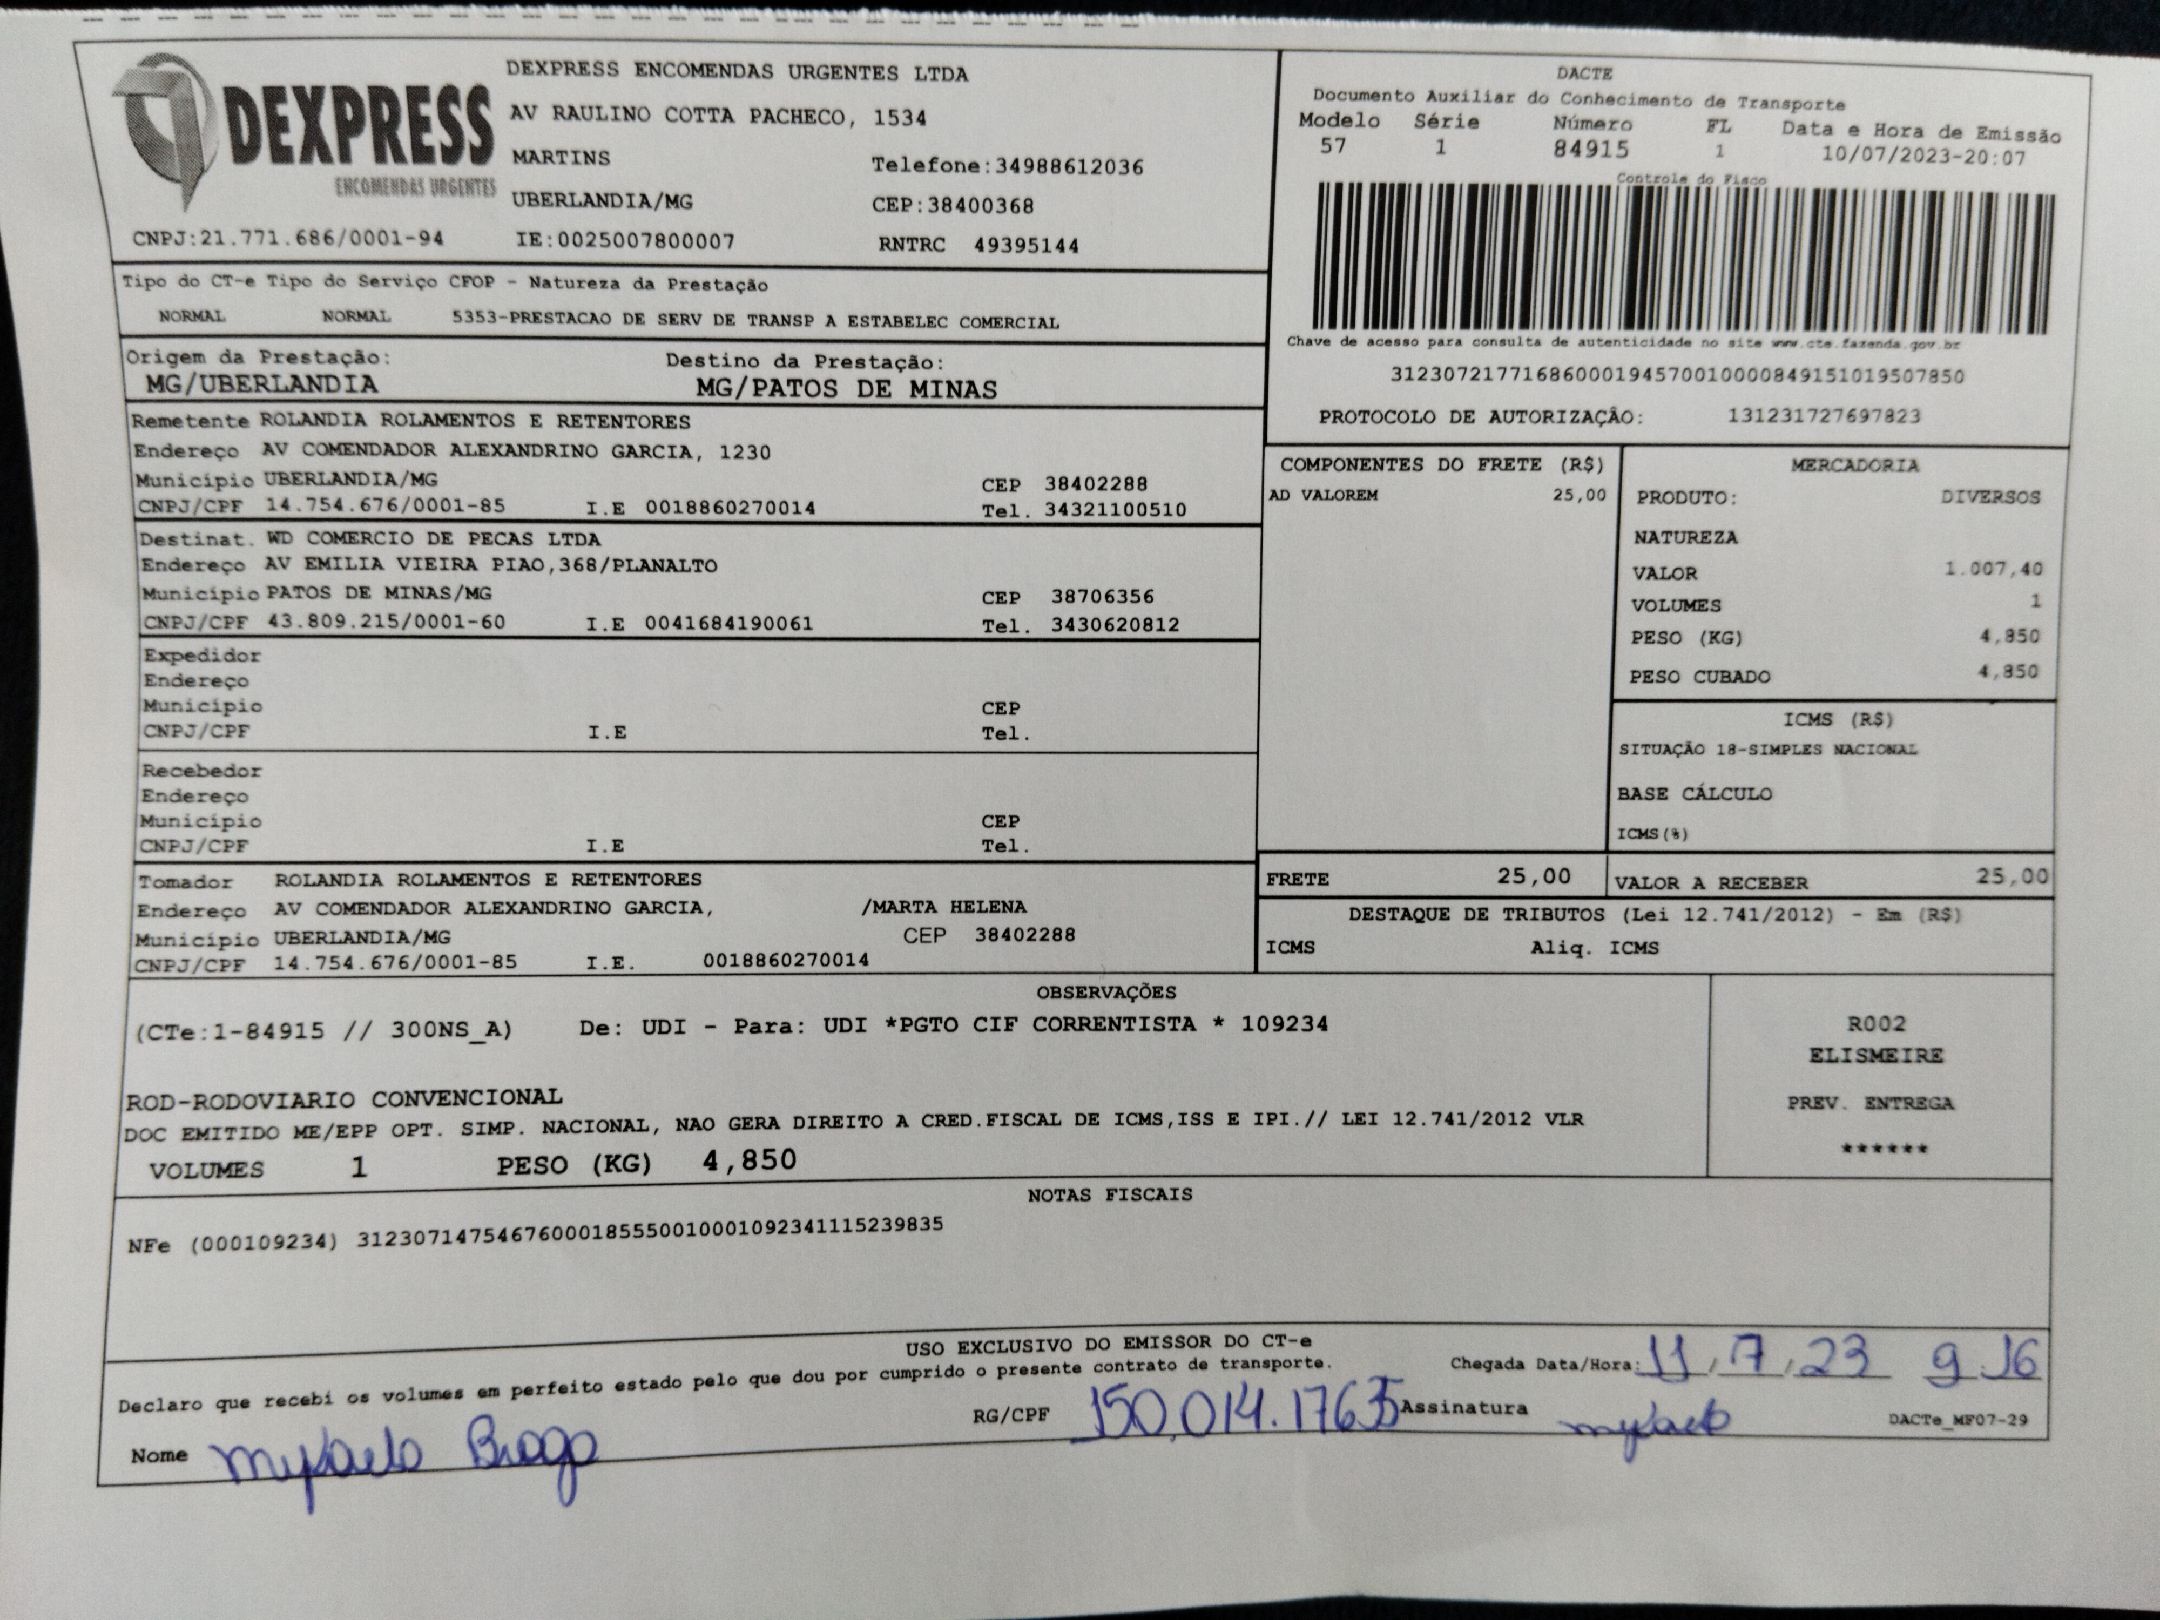 DEXPRESS
ENCOMENDAS URGENTES
DEXPRESS ENCOMENDAS URGENTES LTDA
AV RAULINO COTTA PACHECO, 1534
MARTINS Telefone:34988612036
UBERLANDIA/MG CEP:38400368
CNPJ:21.771.686/0001-94 IE:0025007800007 RNTRC 49395144
DACTE
Documento Auxiliar do Conhecimento de Transporte
Modelo Série Número FL Data e Hora de Emissão
57 1 84915 1 10/07/2023-20:07
Controle do Fisco
Chave de acesso para consulta de autenticidade no site www.cte.fazenda.gov.br
31230721771686000194570010000849151019507850
PROTOCOLO DE AUTORIZAÇÃO: 131231727697823
Tipo do CT-e Tipo do Serviço CFOP - Natureza da Prestação
NORMAL NORMAL 5353-PRESTACAO DE SERV DE TRANSP A ESTABELEC COMERCIAL
Origem da Prestação: Destino da Prestação:
MG/UBERLANDIA MG/PATOS DE MINAS
Remetente ROLANDIA ROLAMENTOS E RETENTORES
Endereço AV COMENDADOR ALEXANDRINO GARCIA, 1230
Município UBERLANDIA/MG CEP 38402288
CNPJ/CPF 14.754.676/0001-85 I.E 0018860270014 Tel. 34321100510
Destinat. WD COMERCIO DE PECAS LTDA
Endereço AV EMILIA VIEIRA PIAO,368/PLANALTO
Município PATOS DE MINAS/MG CEP 38706356
CNPJ/CPF 43.809.215/0001-60 I.E 0041684190061 Tel. 3430620812
Expedidor
Endereço
Município CEP
CNPJ/CPF I.E Tel.
Recebedor
Endereço
Município CEP
CNPJ/CPF I.E Tel.
Tomador ROLANDIA ROLAMENTOS E RETENTORES
Endereço AV COMENDADOR ALEXANDRINO GARCIA, /MARTA HELENA
Município UBERLANDIA/MG CEP 38402288
CNPJ/CPF 14.754.676/0001-85 I.E. 0018860270014
COMPONENTES DO FRETE (R$)
AD VALOREM 25,00
MERCADORIA
PRODUTO: DIVERSOS
NATUREZA
VALOR 1.007,40
VOLUMES 1
PESO (KG) 4,850
PESO CUBADO 4,850
ICMS (R$)
SITUAÇÃO 18-SIMPLES NACIONAL
BASE CÁLCULO
ICMS(%)
FRETE 25,00 VALOR A RECEBER 25,00
DESTAQUE DE TRIBUTOS (Lei 12.741/2012) - Em (R$)
ICMS Aliq. ICMS
OBSERVAÇÕES
(CTe:1-84915 // 300NS_A) De: UDI - Para: UDI *PGTO CIF CORRENTISTA * 109234
ROD-RODOVIARIO CONVENCIONAL
DOC EMITIDO ME/EPP OPT. SIMP. NACIONAL, NAO GERA DIREITO A CRED.FISCAL DE ICMS,ISS E IPI.// LEI 12.741/2012 VLR
VOLUMES 1 PESO (KG) 4,850
R002
ELISMEIRE
PREV. ENTREGA
******
NOTAS FISCAIS
NFe (000109234) 31230714754676000185550010001092341115239835
USO EXCLUSIVO DO EMISSOR DO CT-e
Declaro que recebi os volumes em perfeito estado pelo que dou por cumprido o presente contrato de transporte.
Chegada Data/Hora: 11,7,23 9 16
Nome Mykaelo Braga
RG/CPF Assinatura Mykaelo
DACTe_MF07-29